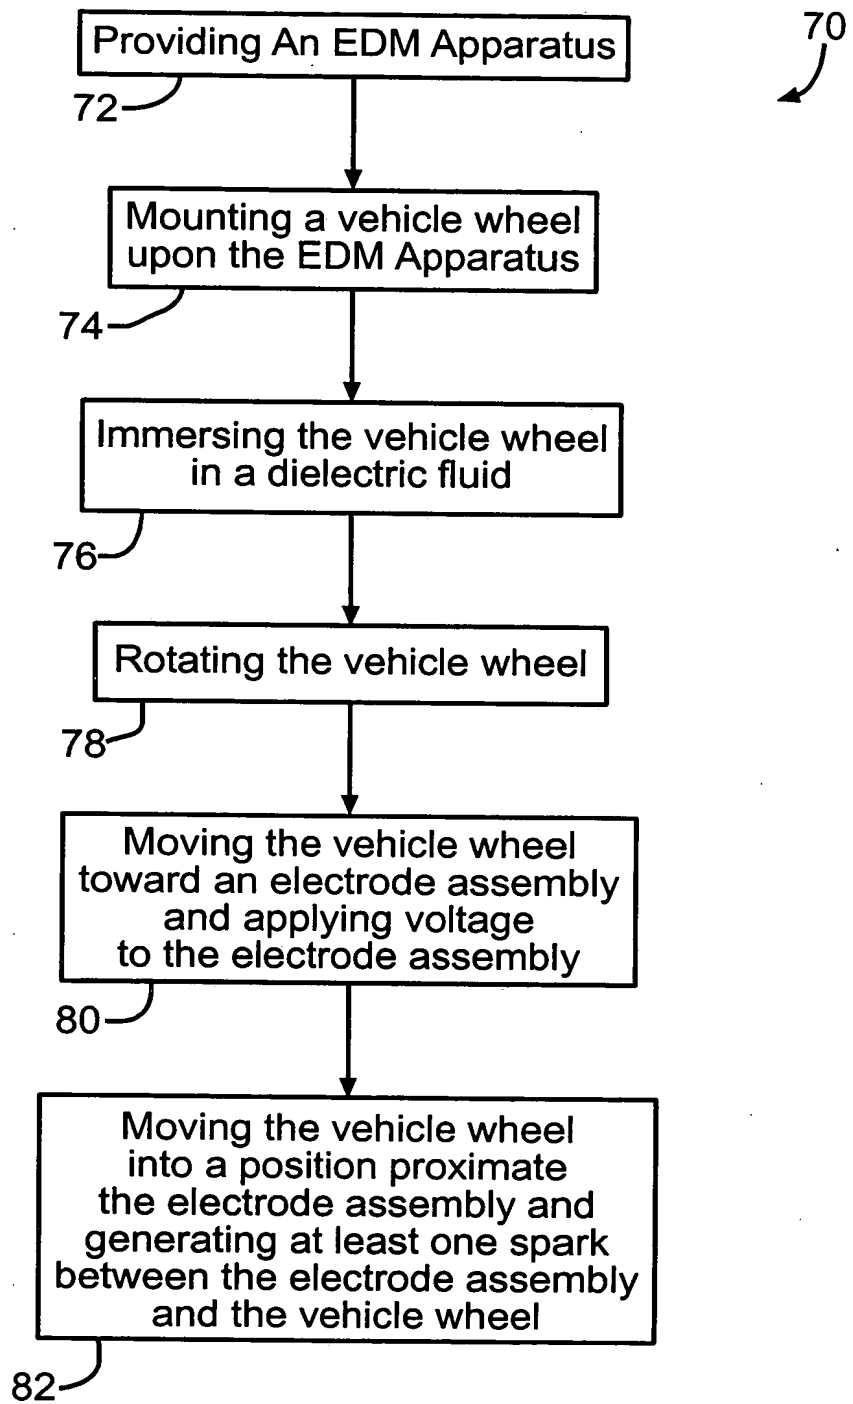 Providing An EDM Apparatus
70
72
Mounting a vehicle wheel
upon the EDM Apparatus
74
Immersing the vehicle wheel
in a dielectric fluid
76
Rotating the vehicle wheel
78
Moving the vehicle wheel
toward an electrode assembly
and applying voltage
to the electrode assembly
80
Moving the vehicle wheel
into a position proximate
the electrode assembly and
generating at least one spark
between the electrode assembly
and the vehicle wheel
82